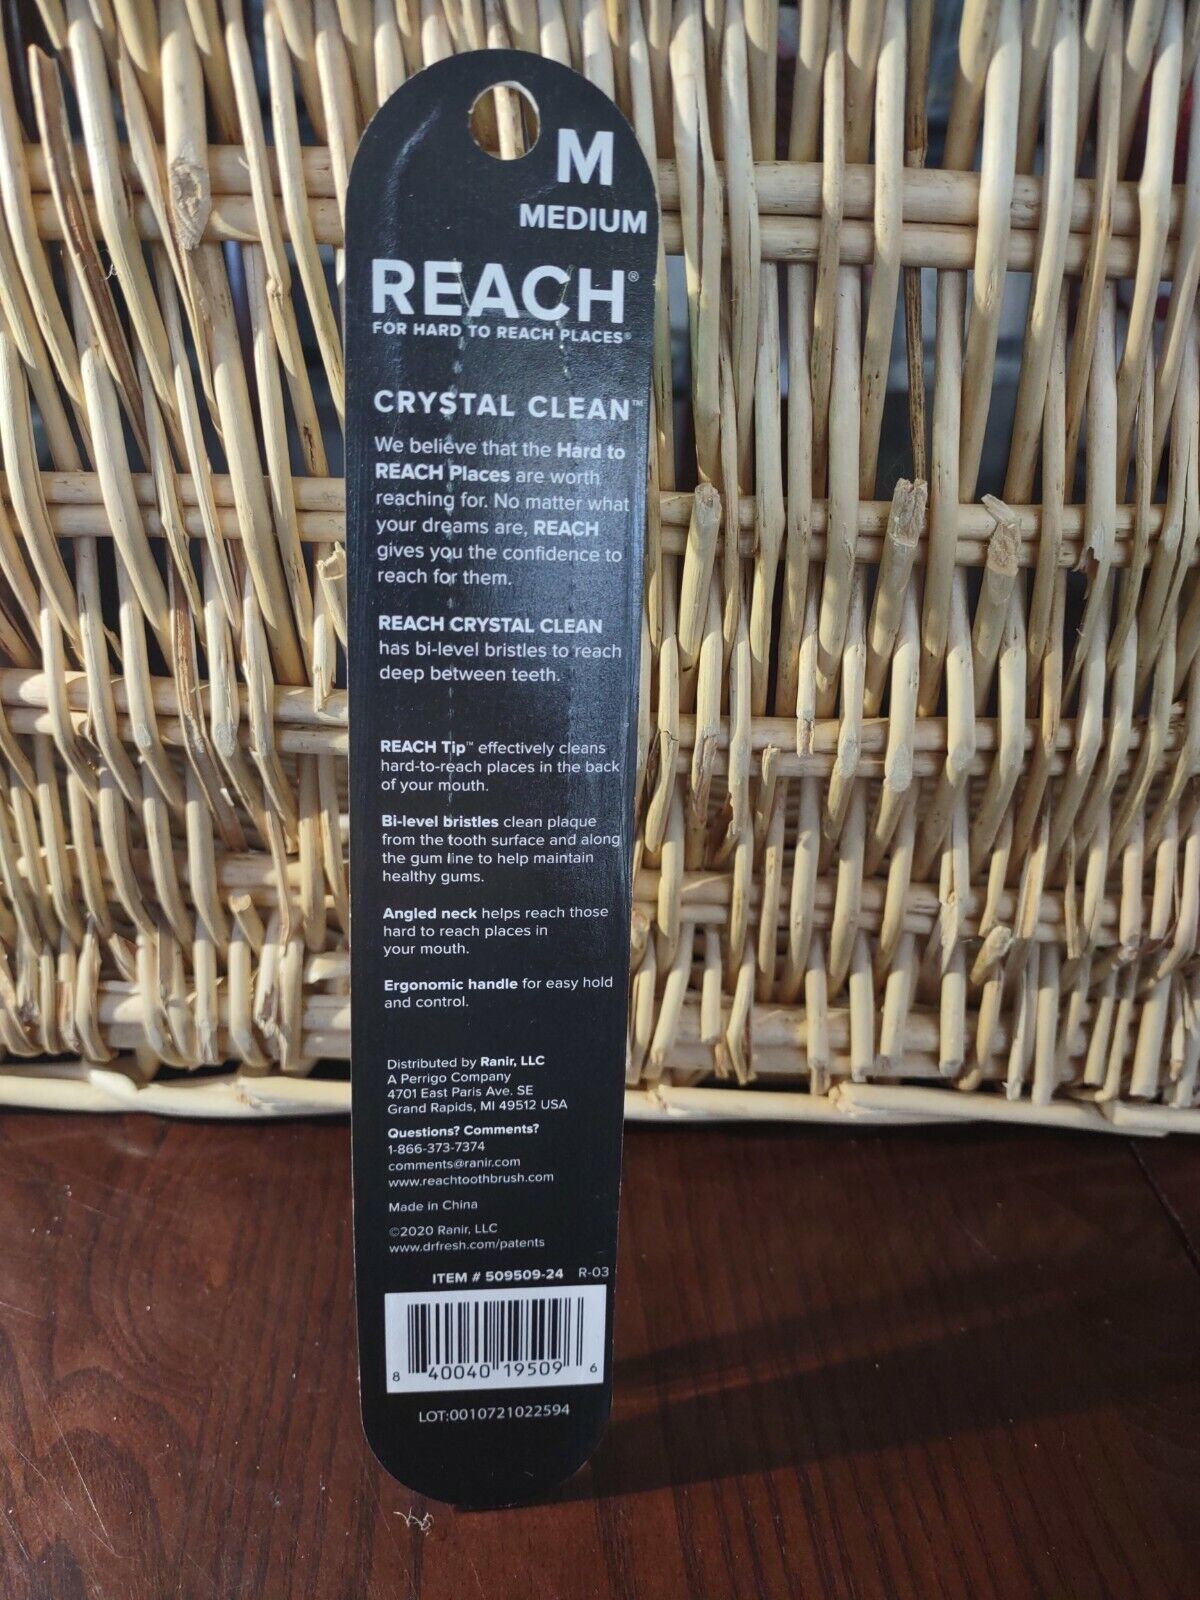 M
MEDIUM
REACH®
FOR HARD TO REACH PLACES®
CRYSTAL CLEAN™
We believe that the Hard to
REACH Places are worth
reaching for. No matter what
your dreams are, REACH
gives you the confidence to
reach for them.
REACH CRYSTAL CLEAN
has bi-level bristles to reach
deep between teeth.
REACH Tip™ effectively cleans
hard-to-reach places in the back
of your mouth.
Bi-level bristles clean plaque
from the tooth surface and along
the gum line to help maintain
healthy gums.
Angled neck helps reach those
hard to reach places in
your mouth.
Ergonomic handle for easy hold
and control.
Distributed by Ranir, LLC
A Perrigo Company
4701 East Paris Ave. SE
Grand Rapids, MI 49512 USA
Questions? Comments?
1-866-373-7374
comments@ranir.com
www.reachtoothbrush.com
Made in China
©2020 Ranir, LLC
www.drfresh.com/patents
ITEM # 509509-24 R-03
8 40040 19509 6
LOT:0010721022594